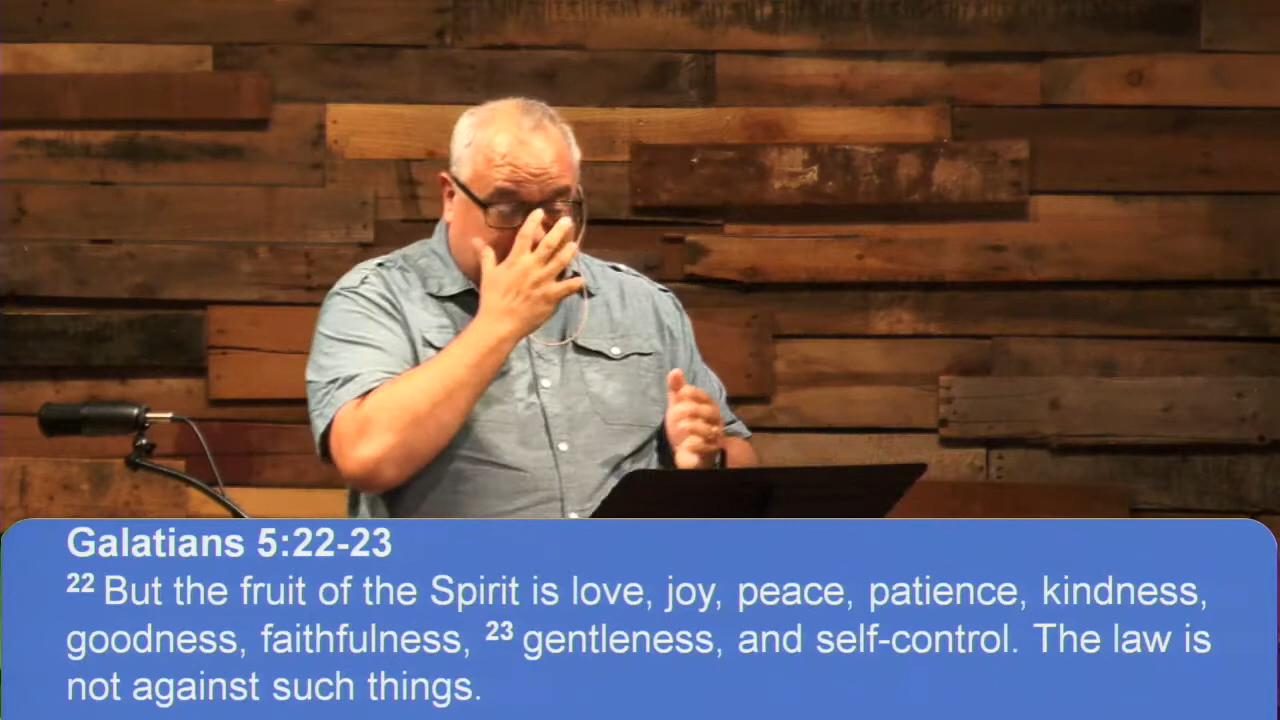 Galatians 5:22-23
22 But the fruit of the Spirit is love, joy, peace, patience, kindness,
goodness, faithfulness, 23 gentleness, and self-control. The law is
not against such things.